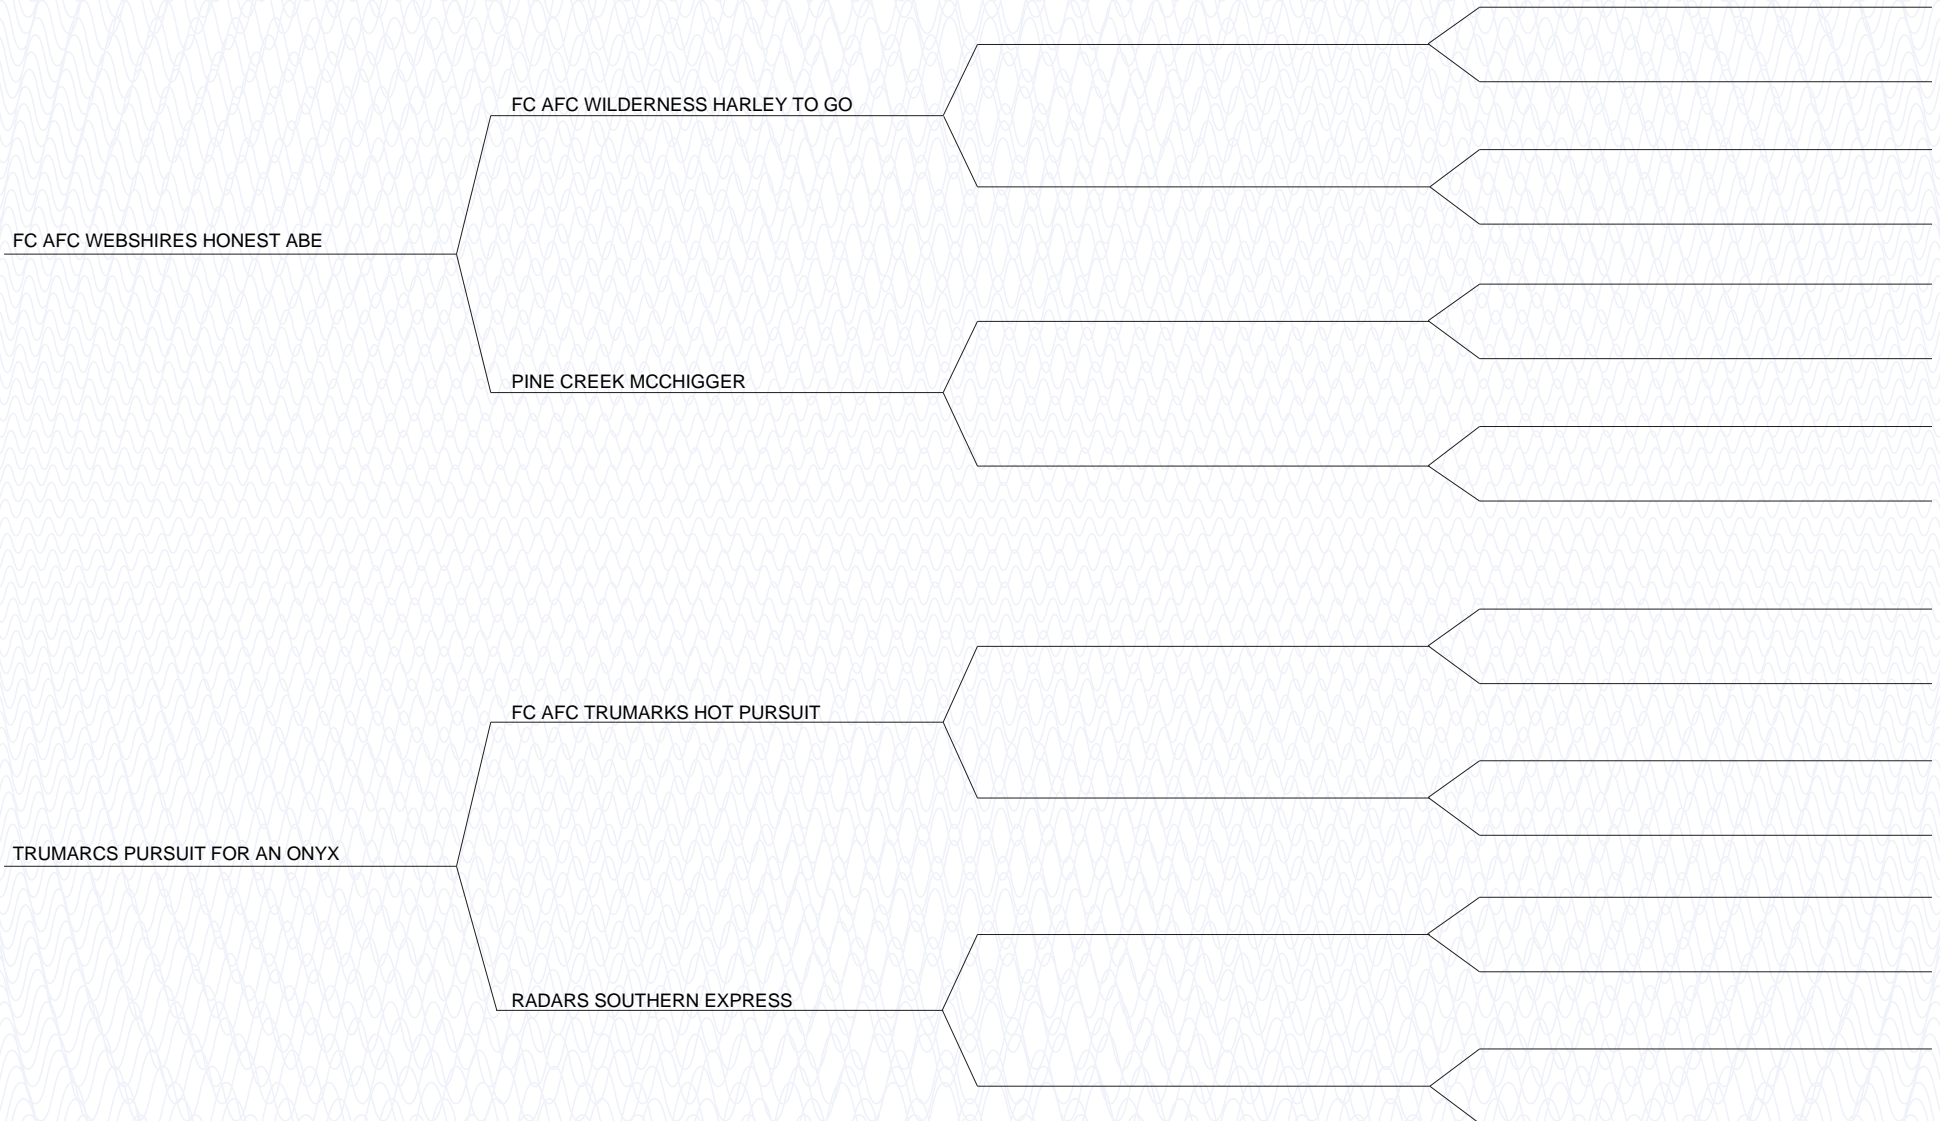 FC AFC WILDERNESS HARLEY TO GO
FC AFC WEBSHIRES HONEST ABE
PINE CREEK MCCHIGGER
FC AFC TRUMARKS HOT PURSUIT
TRUMARCS PURSUIT FOR AN ONYX
RADARS SOUTHERN EXPRESS